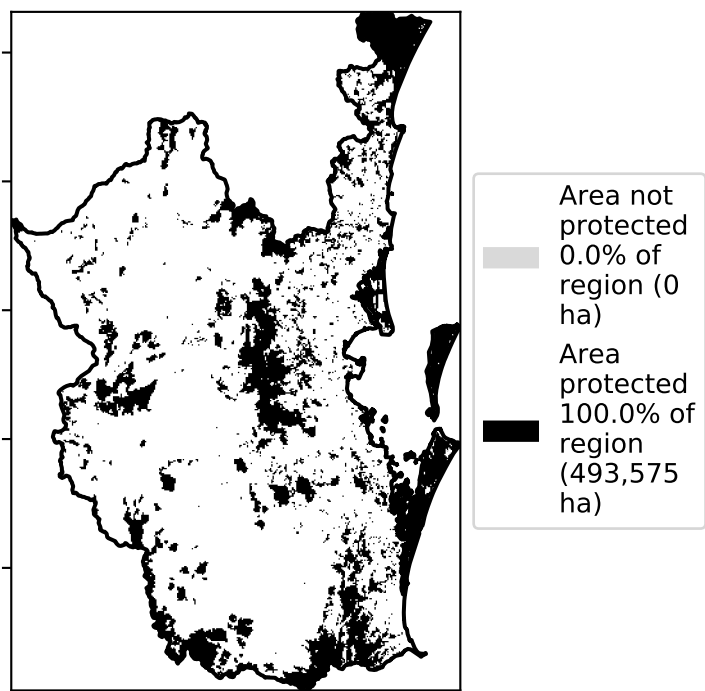 Area not
protected
0.0% of
region (0
ha)
Area
protected
100.0% of
region
(493,575
ha)